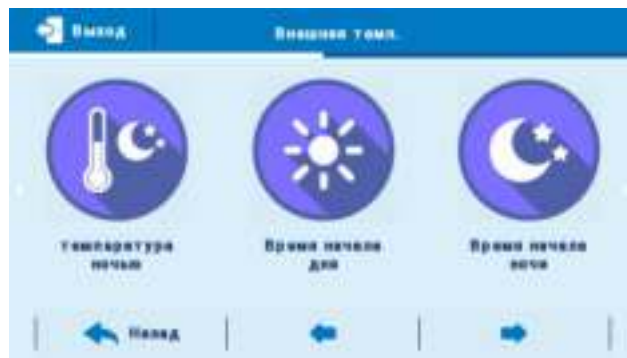 Выход
Внешняя темп.
температура
ночью
Время начала
дня
Время начала
ночи
Назад